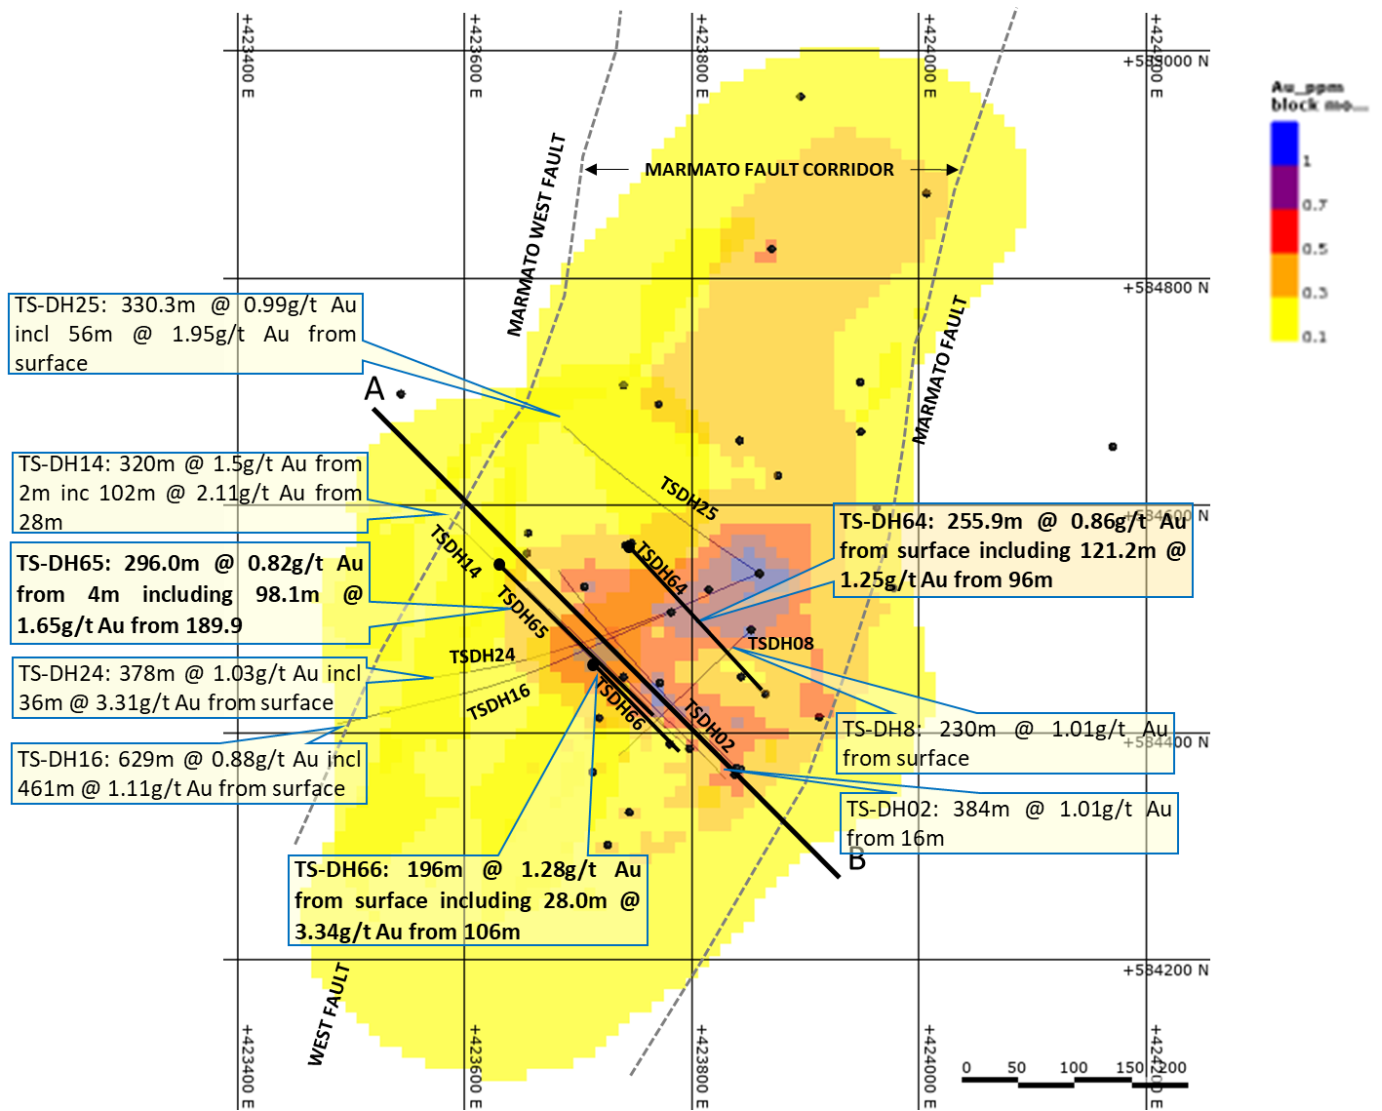 +423400 E
+423600 E
+423800 E
+424000 E
+535000 N
Au_ppm
block mo...
1
0.7
0.5
0.3
0.1
MARMATO FAULT CORRIDOR
MARMATO WEST FAULT
MARMATO FAULT
+534800 N
TS-DH25: 330.3m @ 0.99g/t Au
incl 56m @ 1.95g/t Au from
surface
A
TS-DH14: 320m @ 1.5g/t Au from
2m inc 102m @ 2.11g/t Au from
28m
TSDH25
+534600 N
TS-DH64: 255.9m @ 0.86g/t Au
from surface including 121.2m @
1.25g/t Au from 96m
TSDH14
TSDH64
TS-DH65: 296.0m @ 0.82g/t Au
from 4m including 98.1m @
1.65g/t Au from 189.9
TSDH65
TSDH08
TSDH24
TS-DH24: 378m @ 1.03g/t Au incl
36m @ 3.31g/t Au from surface
TSDH16
TSDH66
TSDH02
TS-DH8: 230m @ 1.01g/t Au
from surface
+534400 N
TS-DH16: 629m @ 0.88g/t Au incl
461m @ 1.11g/t Au from surface
TS-DH02: 384m @ 1.01g/t Au
from 16m
B
TS-DH66: 196m @ 1.28g/t Au
from surface including 28.0m @
3.34g/t Au from 106m
+534200 N
WEST FAULT
+423400 E
+423600 E
+423800 E
+424000 E
0 50 100 150 200